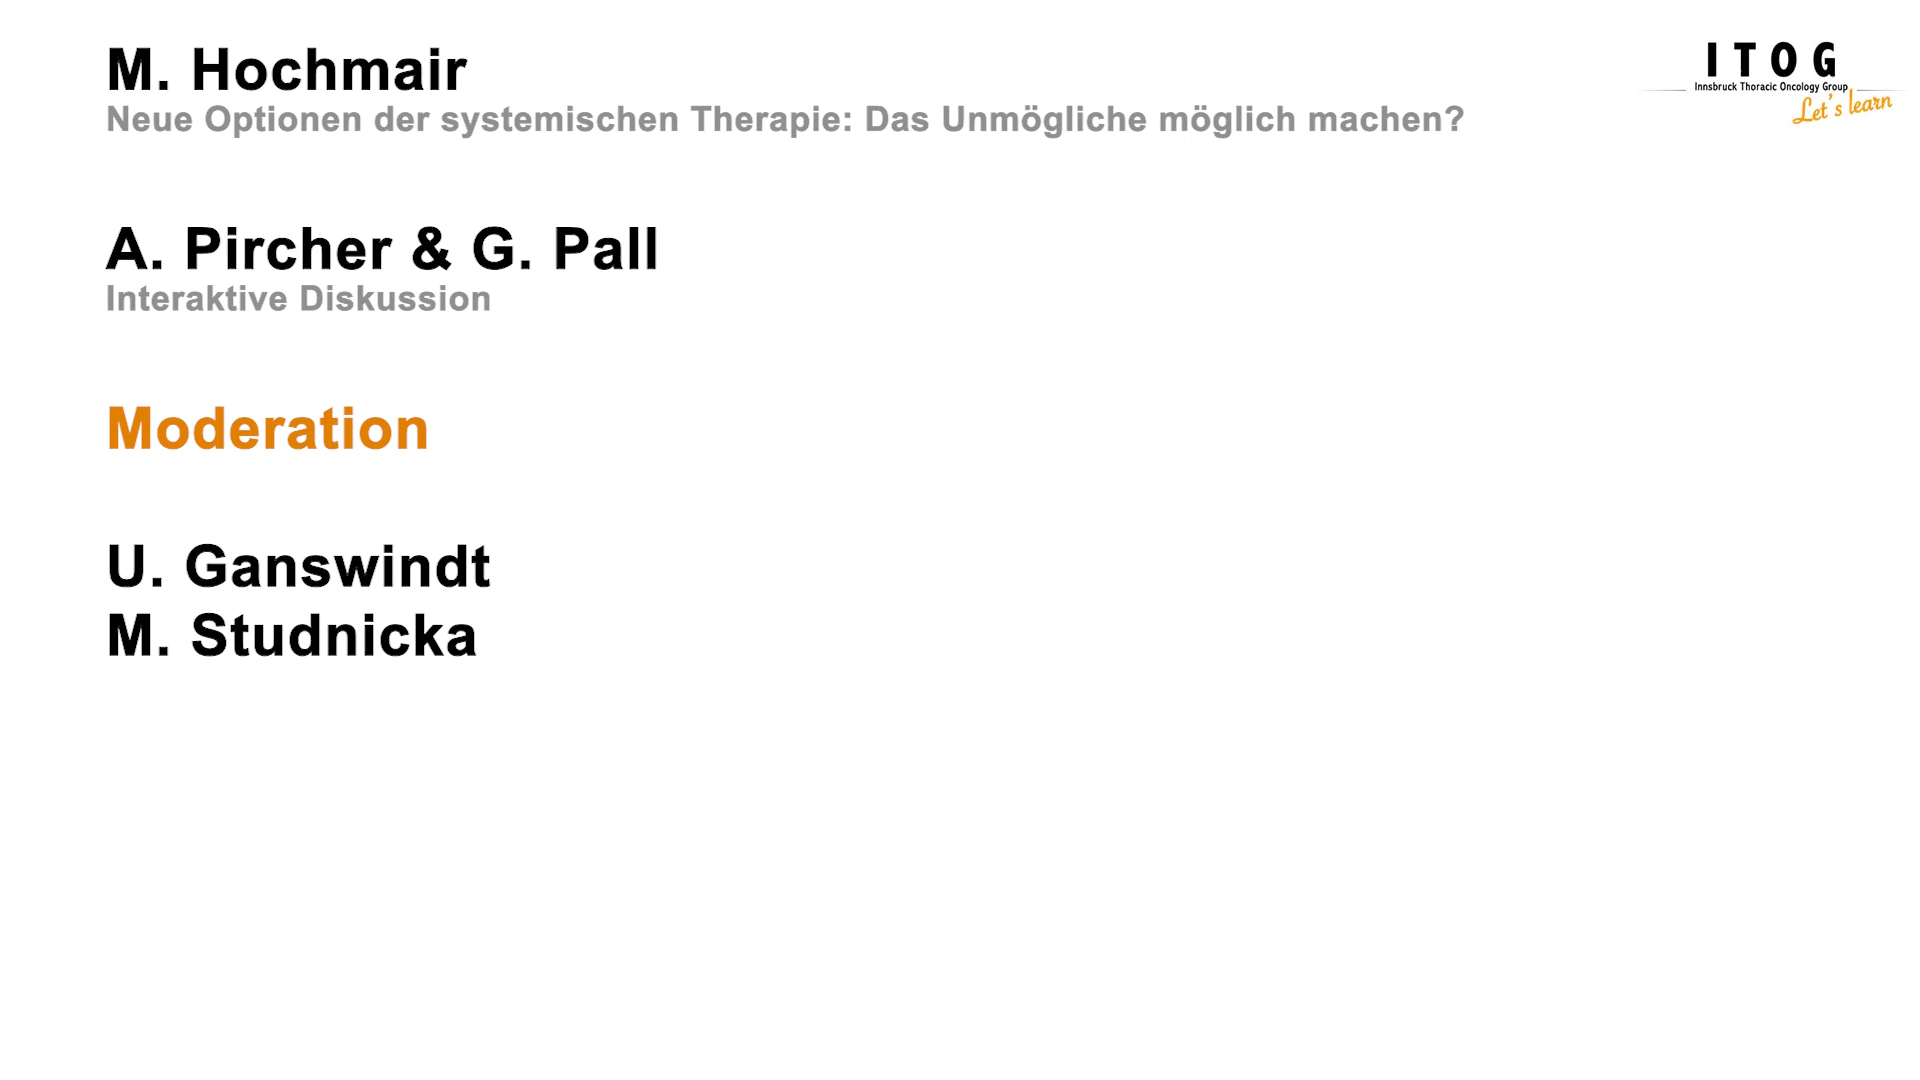 M. Hochmair
Neue Optionen der systemischen Therapie: Das Unmögliche möglich machen?
A. Pircher & G. Pall
Interaktive Diskussion
Moderation
U. Ganswindt
M. Studnicka
ITOG
Innsbruck Thoracic Oncology Group
Let's learn